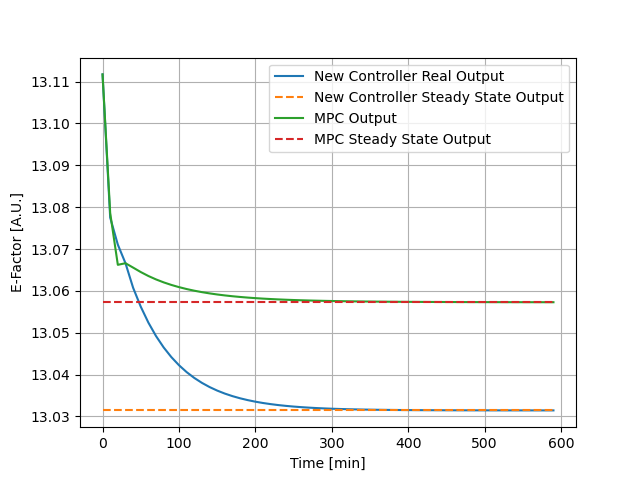 New Controller Real Output
New Controller Steady State Output
MPC Output
MPC Steady State Output
E-Factor [A.U.]
13.11
13.10
13.09
13.08
13.07
13.06
13.05
13.04
13.03
0 100 200 300 400 500 600
Time [min]